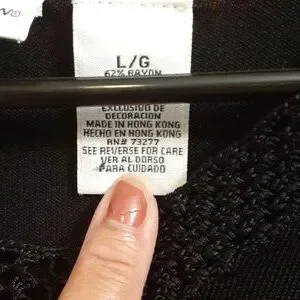 L/G
62% RAYON
EXCLUSIVO DE
DECORACION
MADE IN HONG KONG
HECHO EN HONG KONG
RN# 73277
SEE REVERSE FOR CARE
VER AL DORSO
PARA CUIDADO